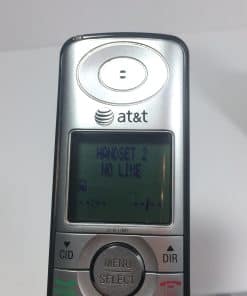 at&t
HANDSET 2
NO LINE
--:-- --/--
CID
DIR
MENU
SELECT